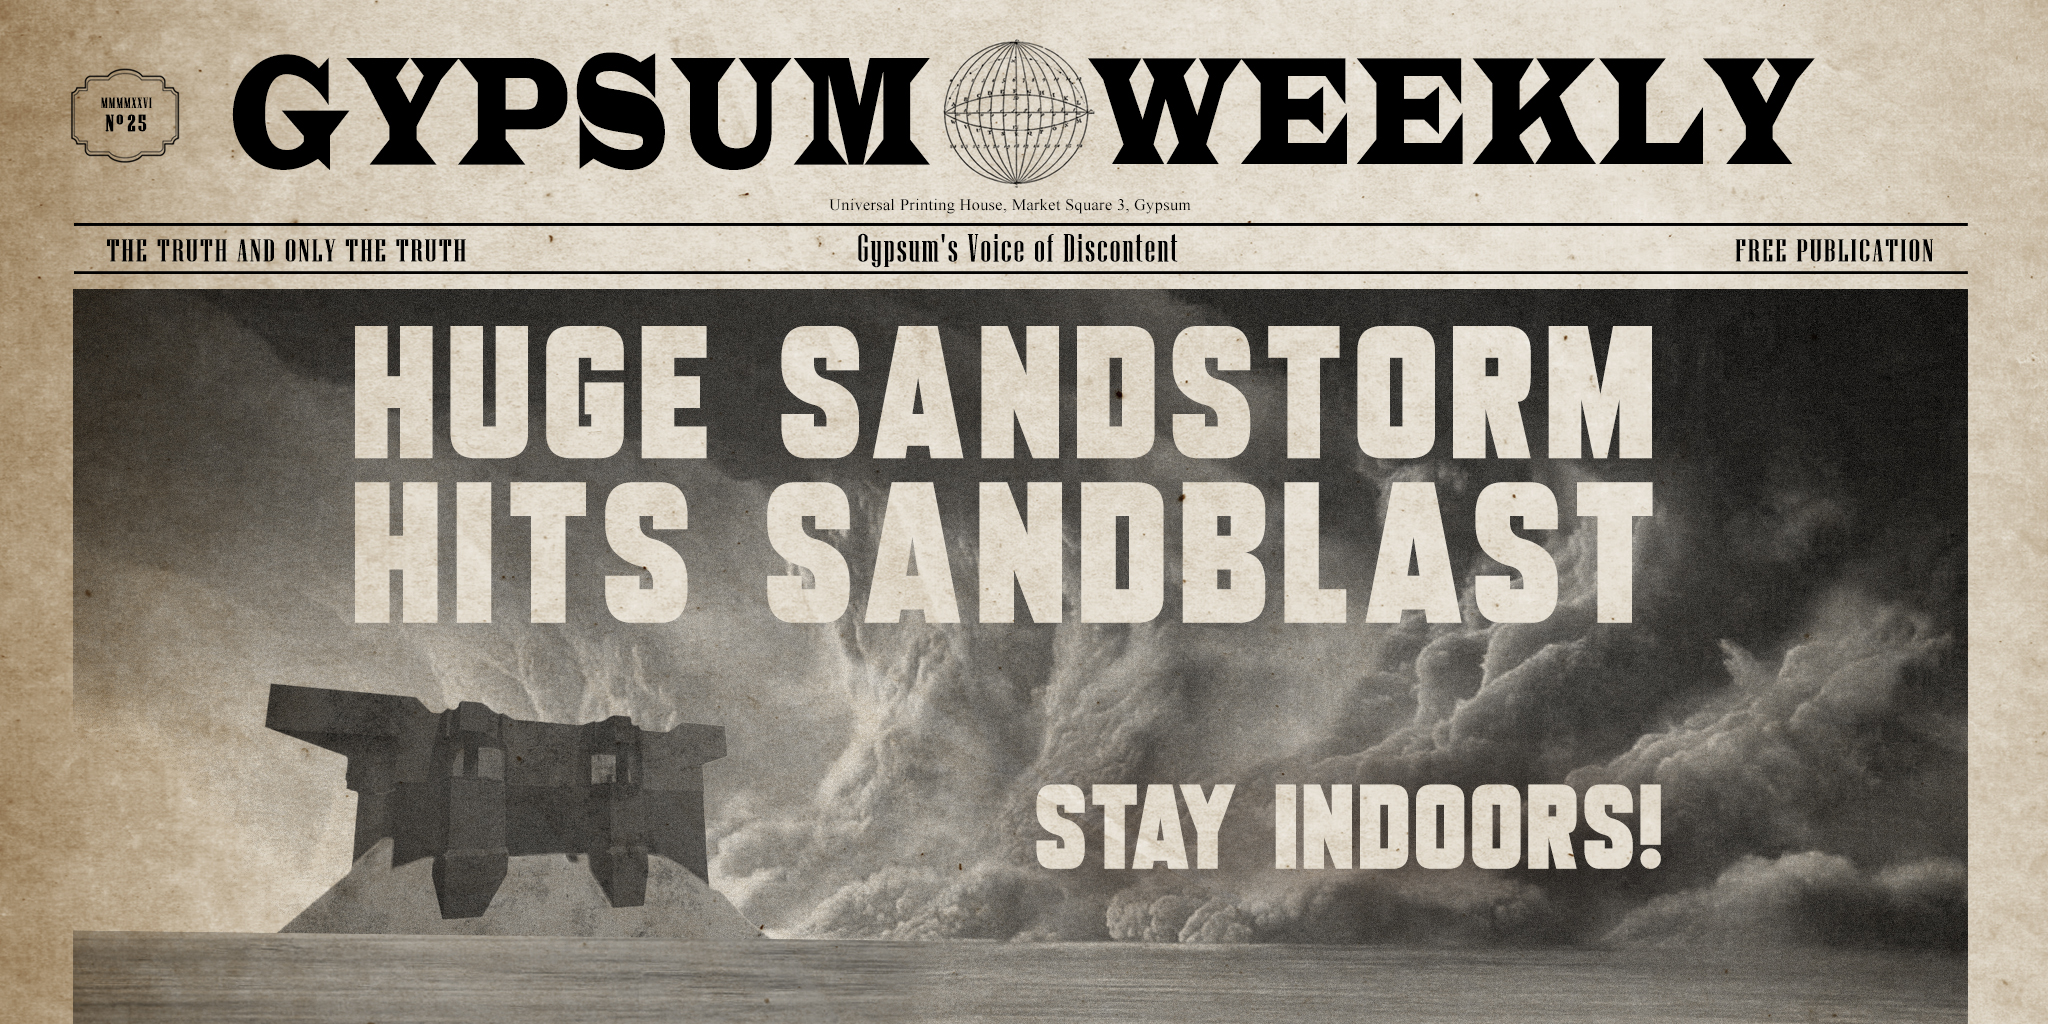 MMMMXXVI
Nº25
GYPSUM WEEKLY
Universal Printing House, Market Square 3, Gypsum
THE TRUTH AND ONLY THE TRUTH
Gypsum's Voice of Discontent
FREE PUBLICATION
HUGE SANDSTORM
HITS SANDBLAST
STAY INDOORS!